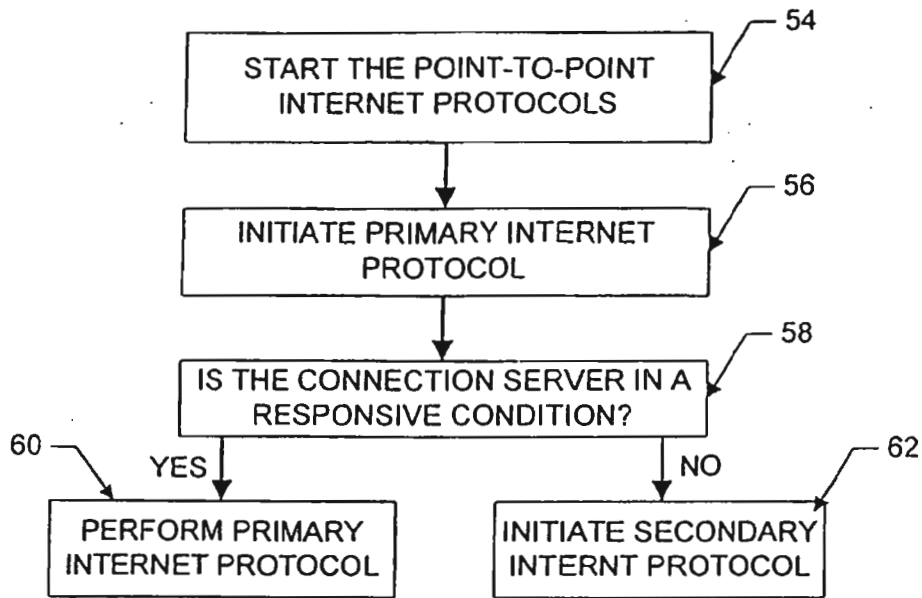 54
START THE POINT-TO-POINT
INTERNET PROTOCOLS
56
INITIATE PRIMARY INTERNET
PROTOCOL
58
IS THE CONNECTION SERVER IN A
RESPONSIVE CONDITION?
60
YES
NO
62
PERFORM PRIMARY
INTERNET PROTOCOL
INITIATE SECONDARY
INTERNT PROTOCOL